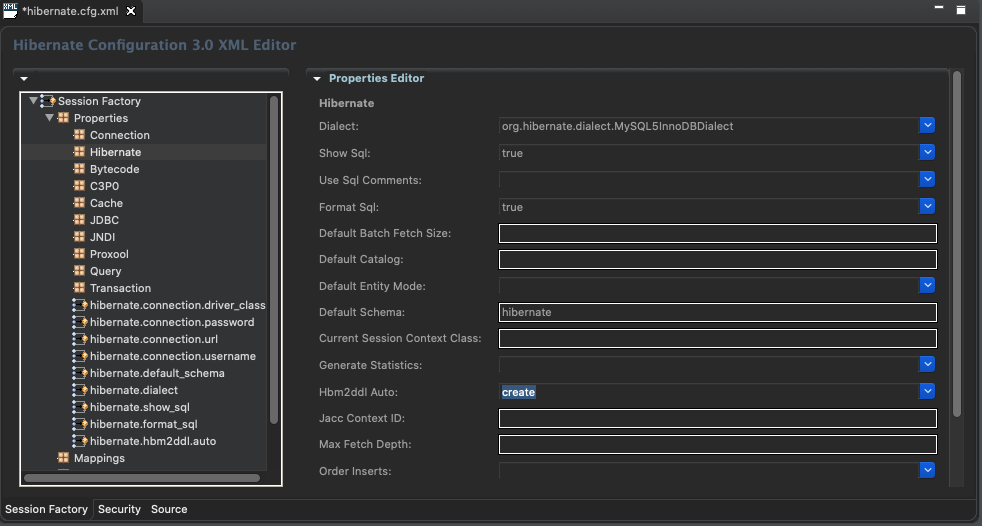 XML
*hibernate.cfg.xml
Hibernate Configuration 3.0 XML Editor
Session Factory
Properties
Connection
Hibernate
Bytecode
C3P0
Cache
JDBC
JNDI
Proxool
Query
Transaction
hibernate.connection.driver_class
hibernate.connection.password
hibernate.connection.url
hibernate.connection.username
hibernate.default_schema
hibernate.dialect
hibernate.show_sql
hibernate.format_sql
hibernate.hbm2ddl.auto
Mappings
Properties Editor
Hibernate
Dialect: org.hibernate.dialect.MySQL5InnoDBDialect
Show Sql: true
Use Sql Comments:
Format Sql: true
Default Batch Fetch Size:
Default Catalog:
Default Entity Mode:
Default Schema: hibernate
Current Session Context Class:
Generate Statistics:
Hbm2ddl Auto: create
Jacc Context ID:
Max Fetch Depth:
Order Inserts:
Session Factory Security Source